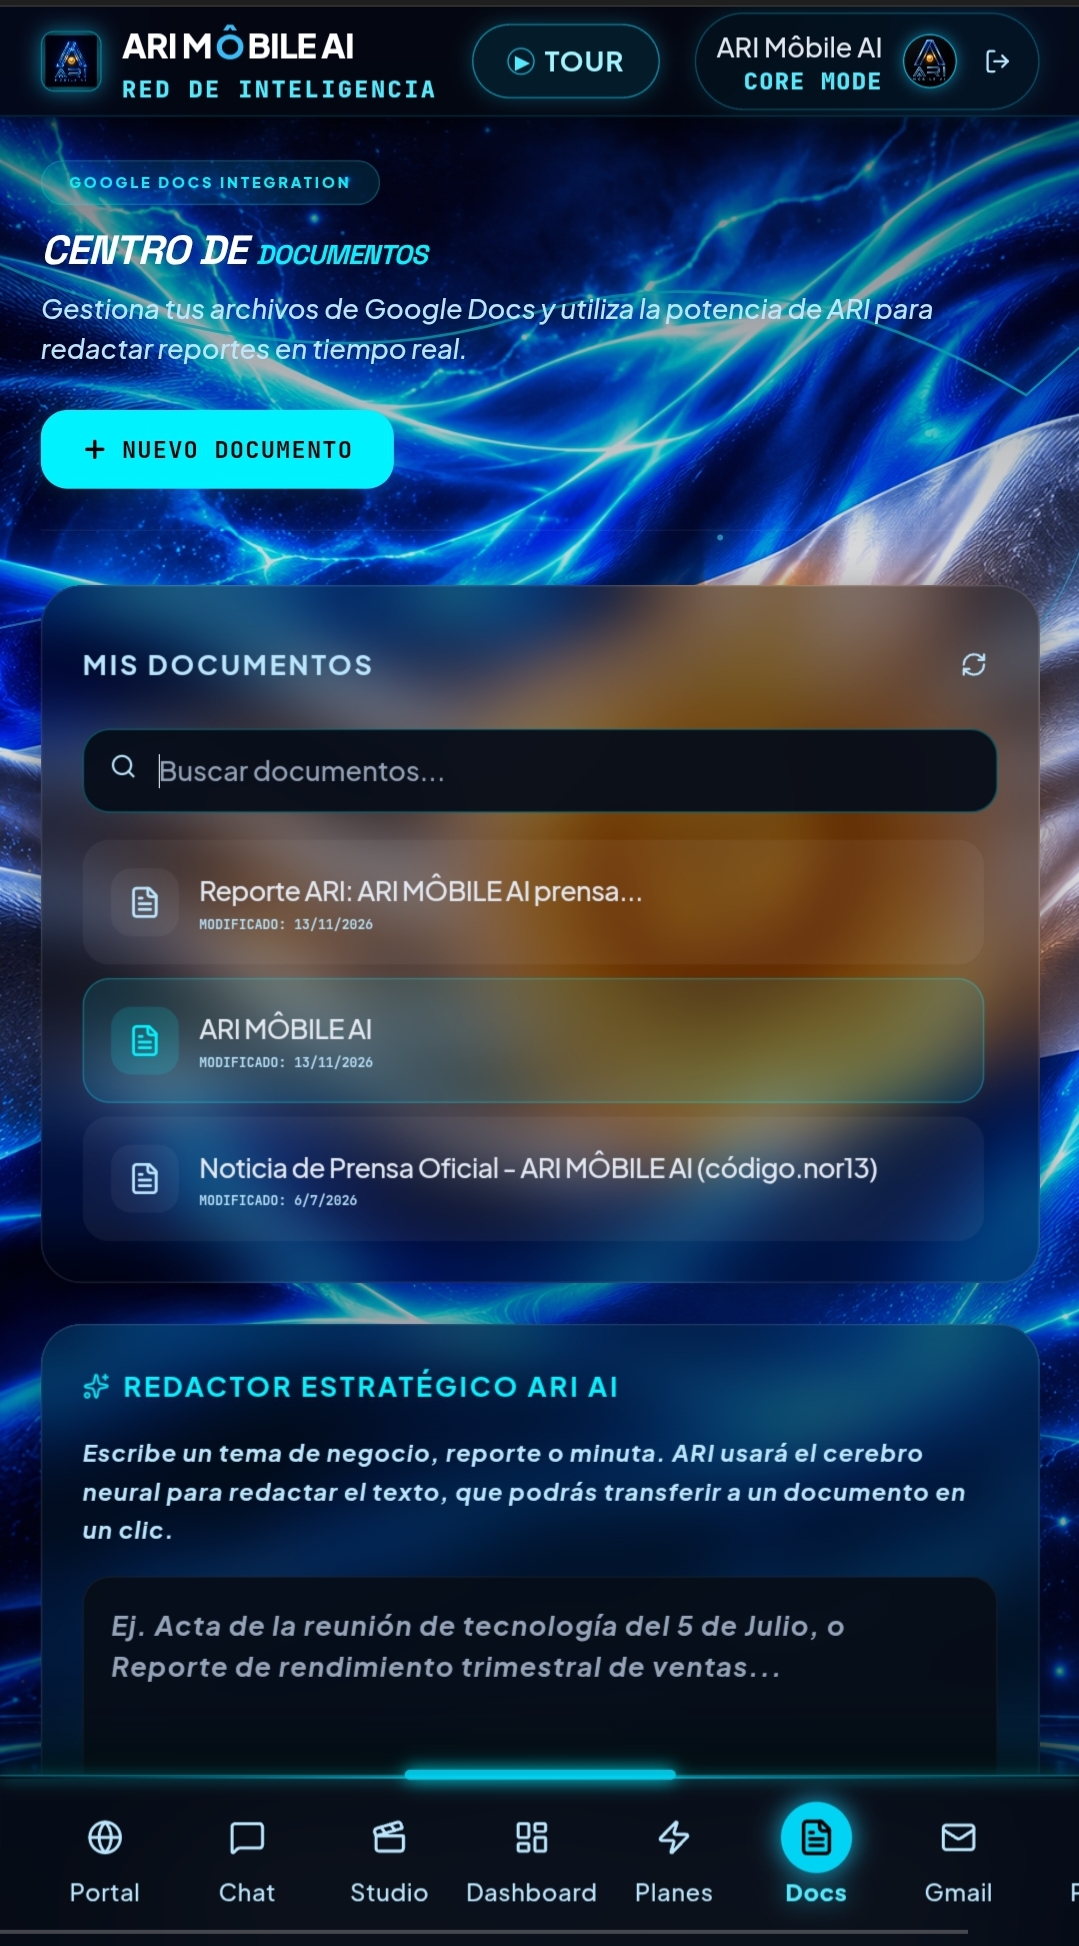 ARI MÔBILE AI
RED DE INTELIGENCIA
TOUR
ARI Môbile AI
CORE MODE
GOOGLE DOCS INTEGRATION
CENTRO DE DOCUMENTOS
Gestiona tus archivos de Google Docs y utiliza la potencia de ARI para
redactar reportes en tiempo real.
+ NUEVO DOCUMENTO
MIS DOCUMENTOS
Buscar documentos...
Reporte ARI: ARI MÔBILE AI prensa...
MODIFICADO: 13/11/2026
ARI MÔBILE AI
MODIFICADO: 13/11/2026
Noticia de Prensa Oficial - ARI MÔBILE AI (código.nor13)
MODIFICADO: 6/7/2026
REDACTOR ESTRATÉGICO ARI AI
Escribe un tema de negocio, reporte o minuta. ARI usará el cerebro
neural para redactar el texto, que podrás transferir a un documento en
un clic.
Ej. Acta de la reunión de tecnología del 5 de Julio, o
Reporte de rendimiento trimestral de ventas...
Portal
Chat
Studio
Dashboard
Planes
Docs
Gmail